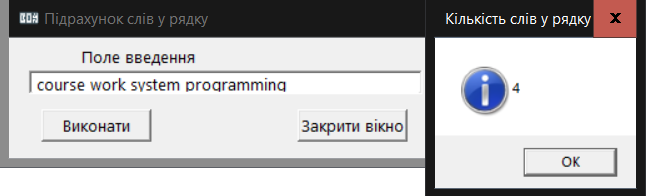 Підрахунок слів у рядку
Поле введення
course work system programming
Виконати
Закрити вікно
Кількість слів у рядку
X
4
OK